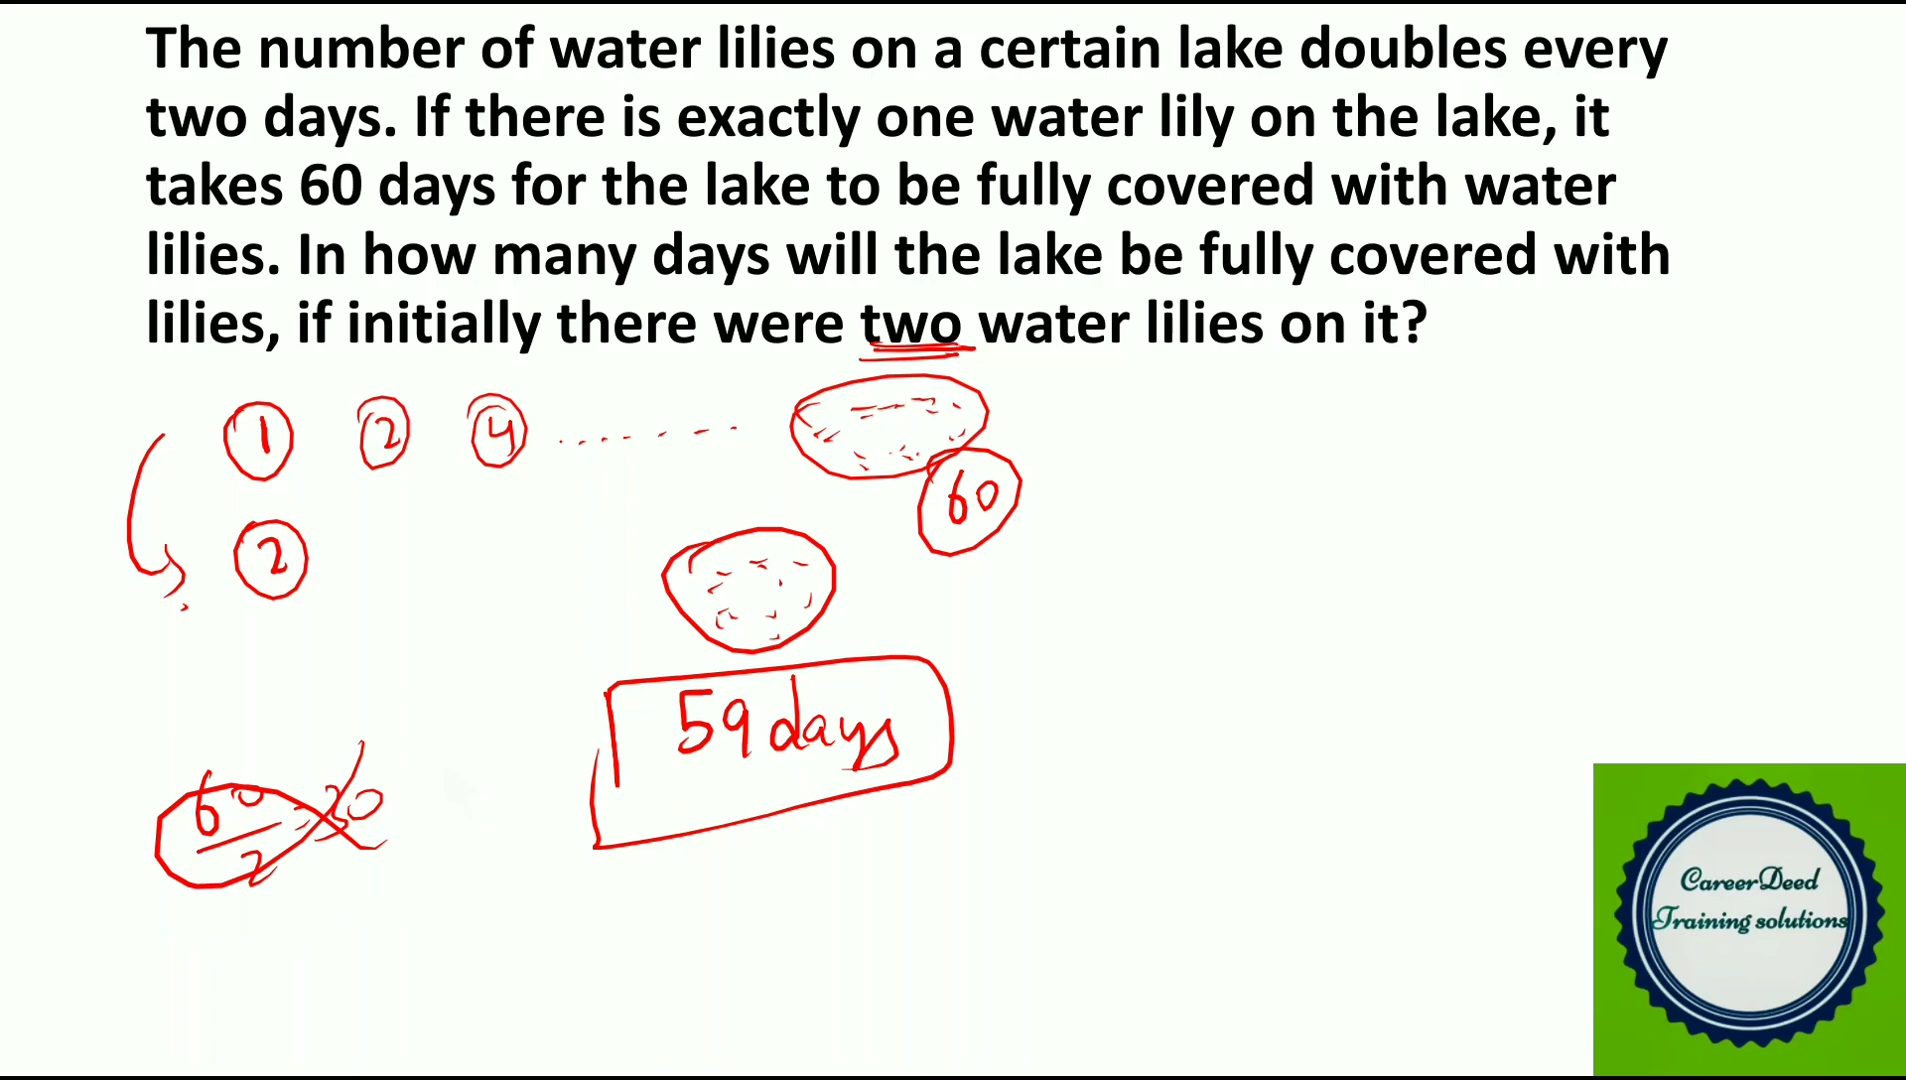 The number of water lilies on a certain lake doubles every
two days. If there is exactly one water lily on the lake, it
takes 60 days for the lake to be fully covered with water
lilies. In how many days will the lake be fully covered with
lilies, if initially there were two water lilies on it?
1 2 4 ........
60
2
59 days
60/2 = 30
CareerDeed
Training solutions